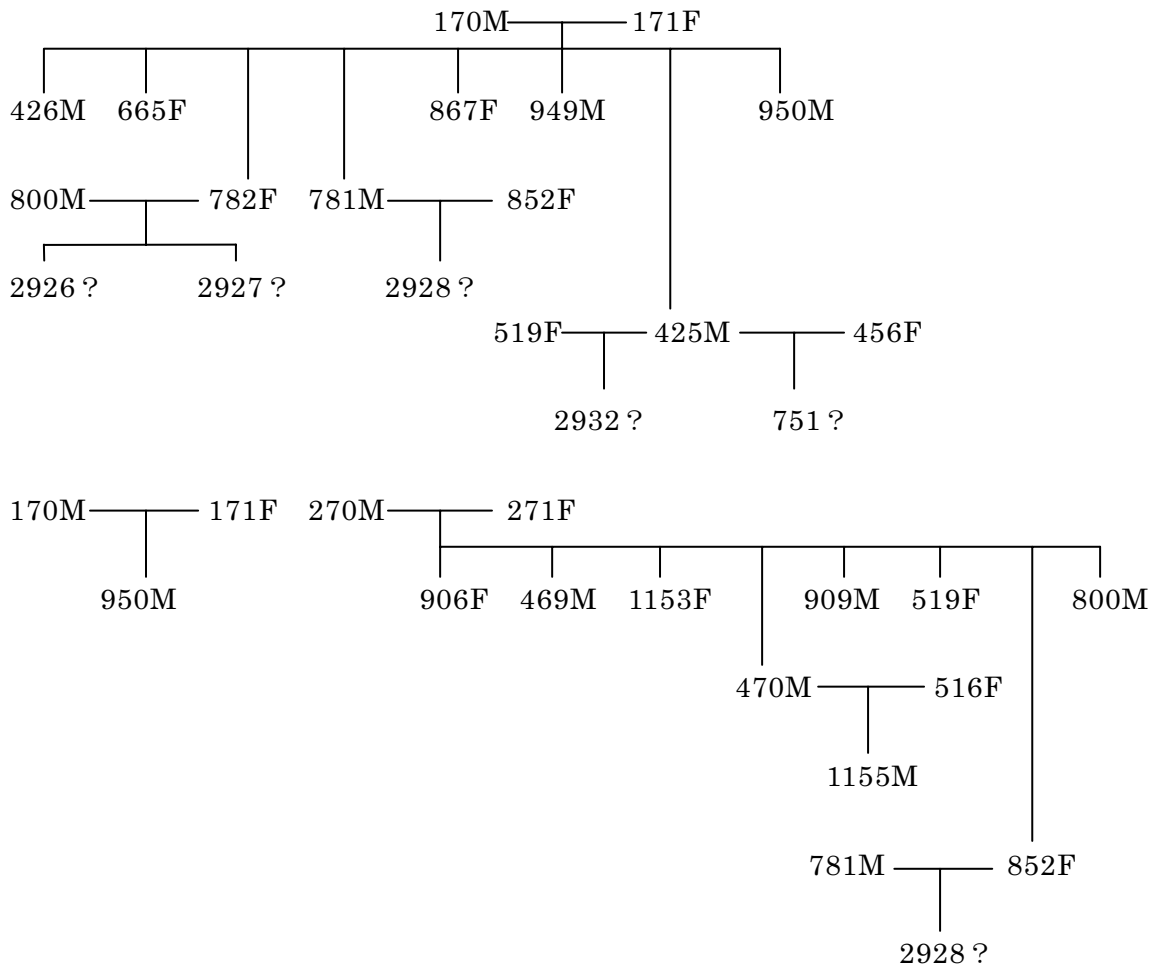 170M 171F
426M 665F 867F 949M 950M
800M 782F 781M 852F
2926 ? 2927 ? 2928 ?
519F 425M 456F
2932 ? 751 ?
170M 171F 270M 271F
950M 906F 469M 1153F 909M 519F 800M
470M 516F
1155M
781M 852F
2928 ?